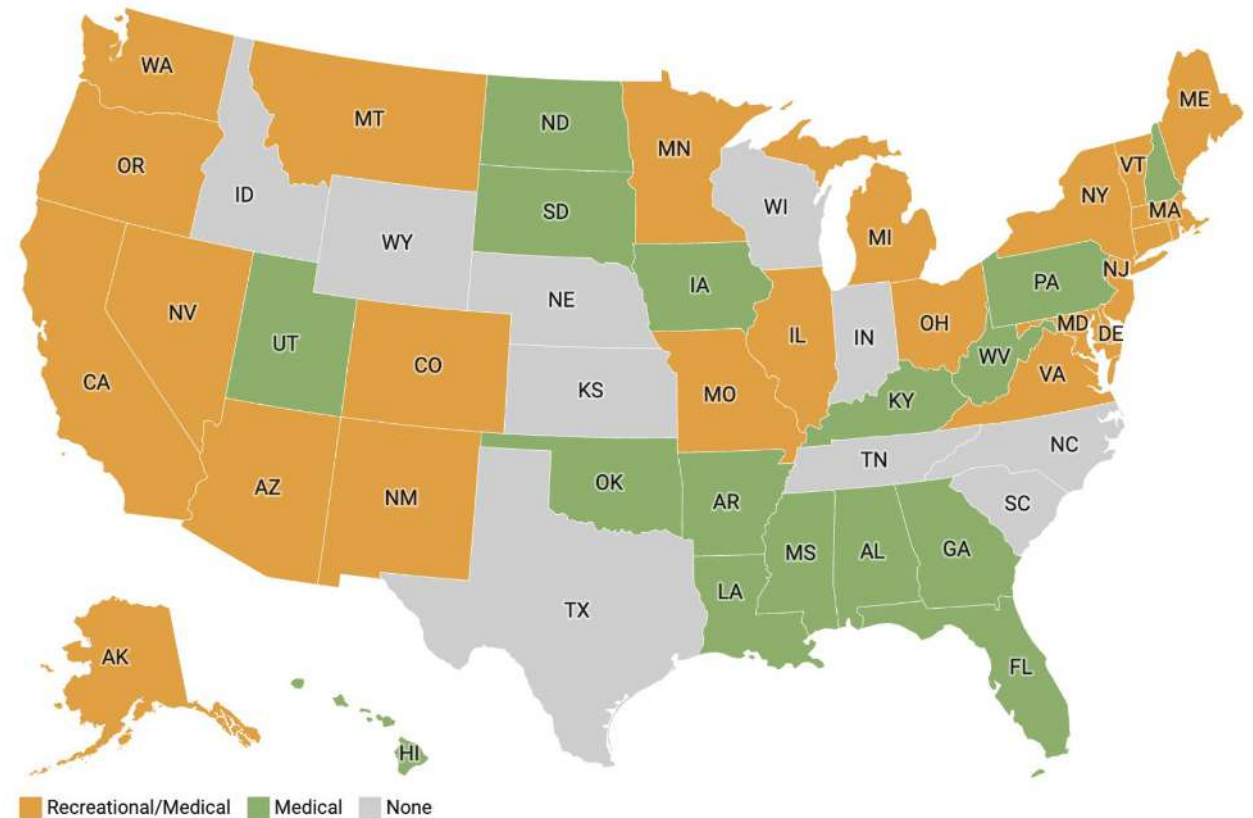 WA
MT
ND
MN
ME
VT
OR
ID
SD
WI
NY
MA
WY
MI
IA
PA
NJ
NE
NV
UT
CO
IL
IN
OH
MD
DE
WV
VA
CA
KS
MO
KY
AZ
NM
OK
AR
TN
NC
SC
MS
AL
GA
LA
TX
AK
FL
HI
Recreational/Medical Medical None